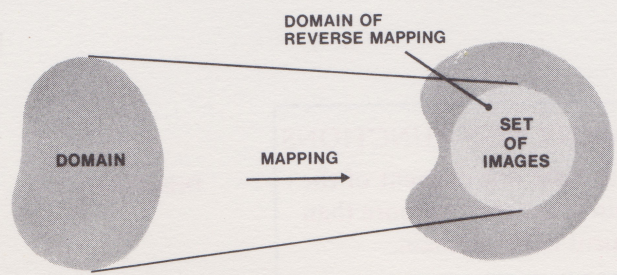 DOMAIN OF
REVERSE MAPPING
DOMAIN
MAPPING
SET
OF
IMAGES